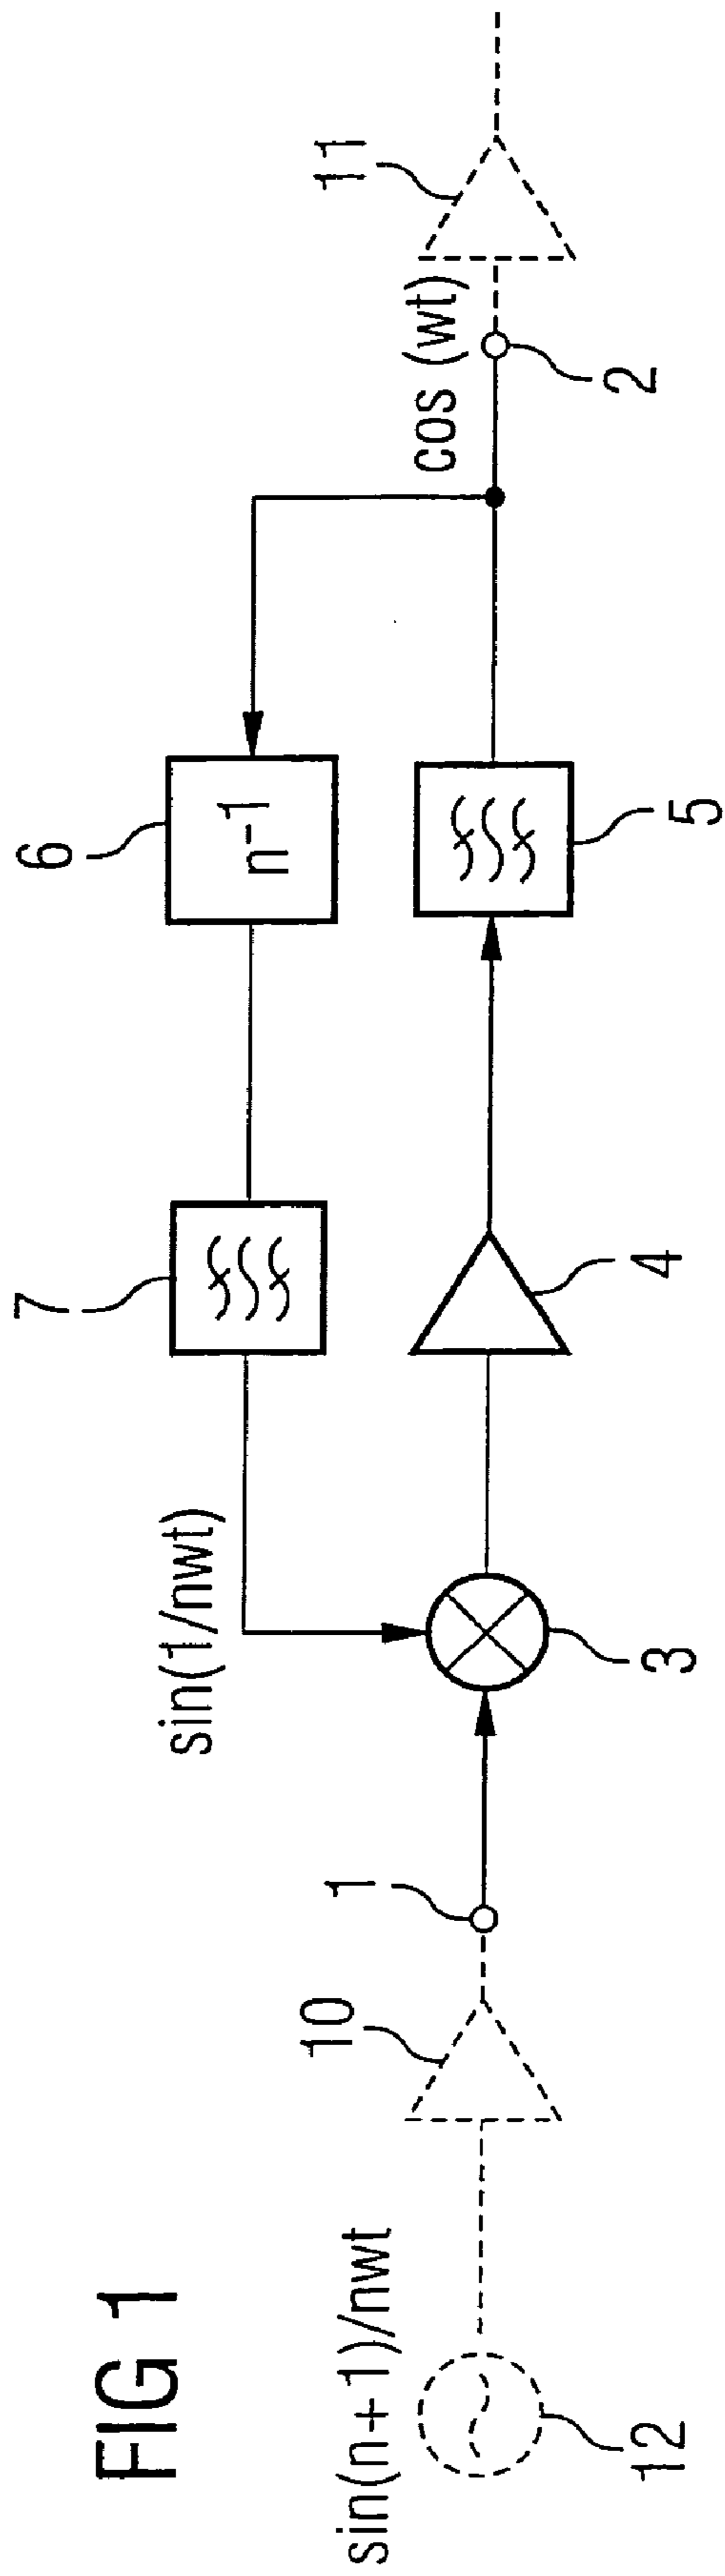 FIG 1
sin(n+1)/nwt
12
10
1
sin(1/nwt)
3
7
4
6
n-1
5
cos (wt)
2
11